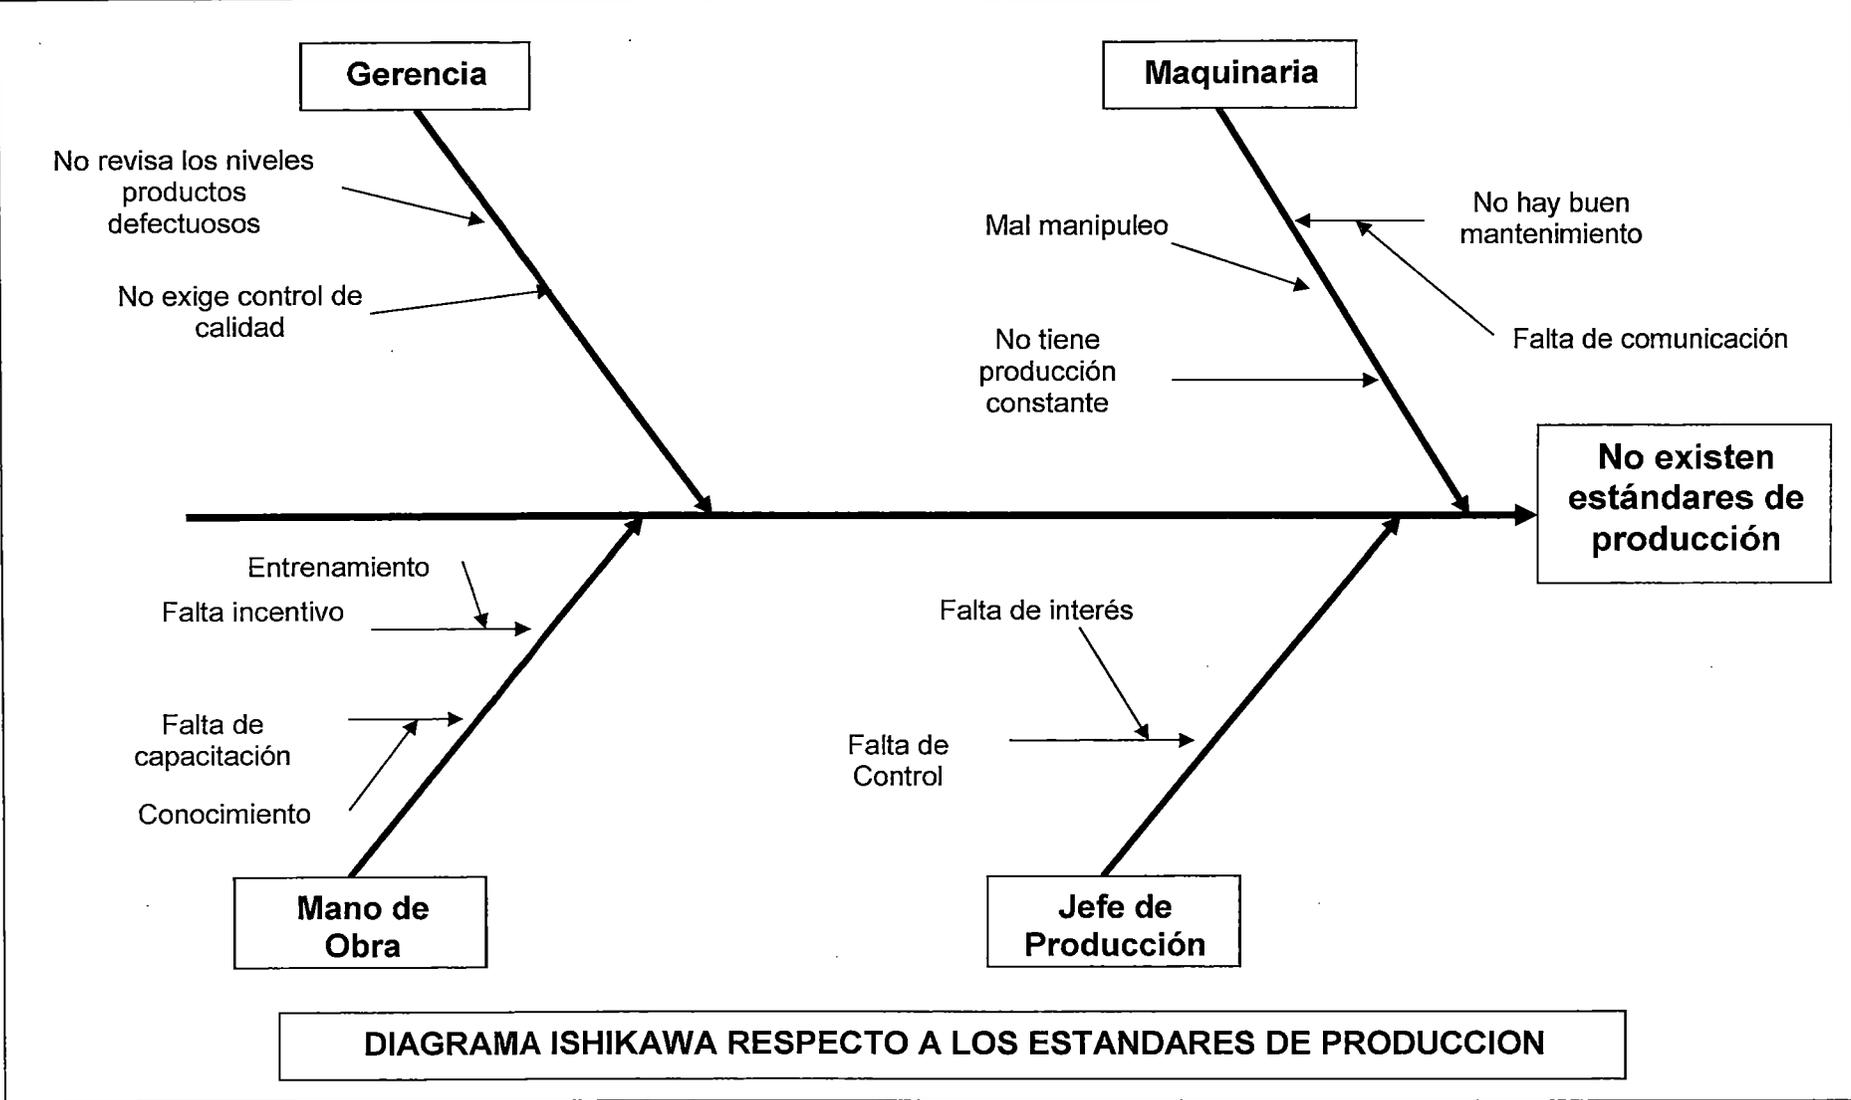 Gerencia
Maquinaria
No revisa los niveles
productos
defectuosos
No exige control de
calidad
Mal manipuleo
No hay buen
mantenimiento
No tiene
producción
constante
Falta de comunicación
No existen
estándares de
producción
Entrenamiento
Falta incentivo
Falta de
capacitación
Conocimiento
Falta de interés
Falta de
Control
Mano de
Obra
Jefe de
Producción
DIAGRAMA ISHIKAWA RESPECTO A LOS ESTANDARES DE PRODUCCION